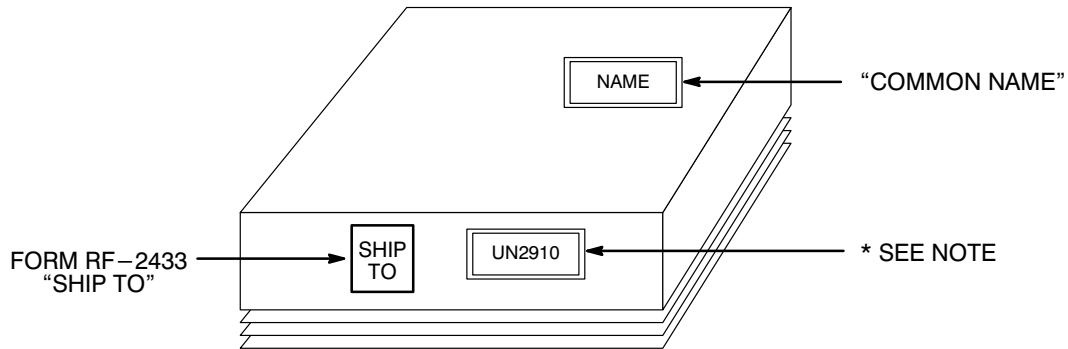 NAME
“COMMON NAME”
SHIP
TO
UN2910
* SEE NOTE
FORM RF−2433
“SHIP TO”